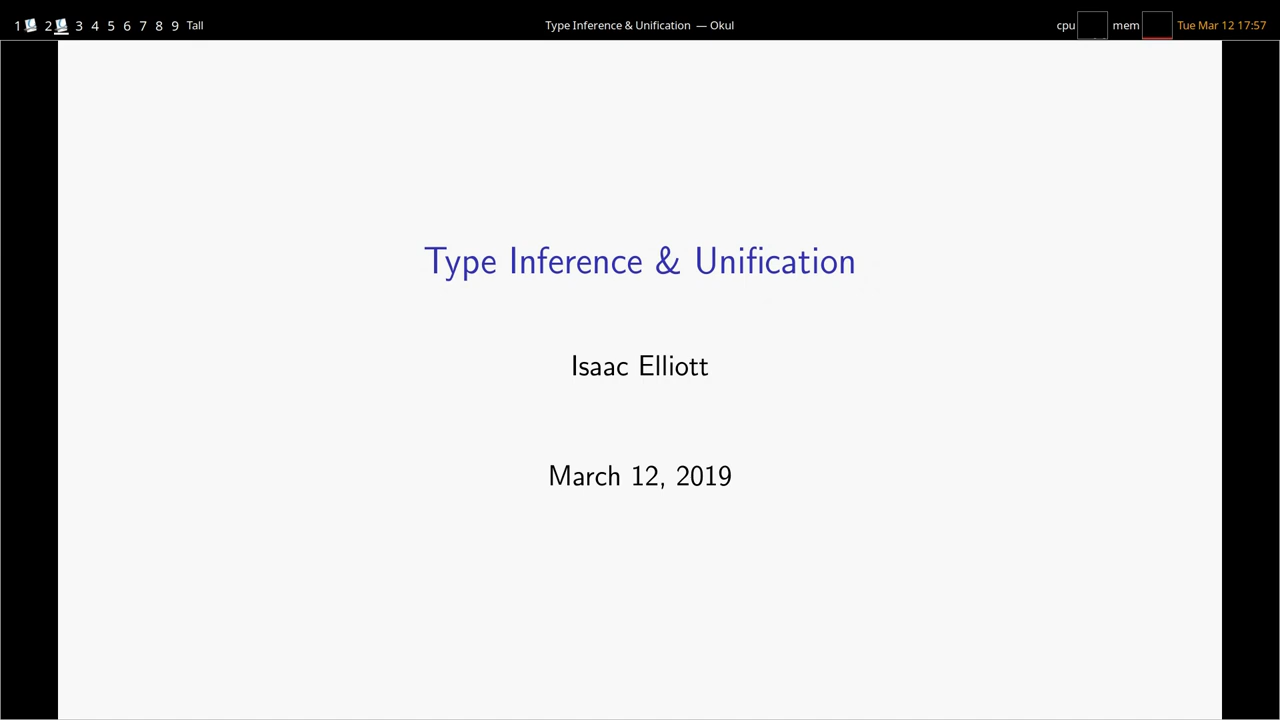 1 2 3 4 5 6 7 8 9 Tall
Type Inference & Unification — Okul
cpu mem Tue Mar 12 17:57
Type Inference & Unification
Isaac Elliott
March 12, 2019